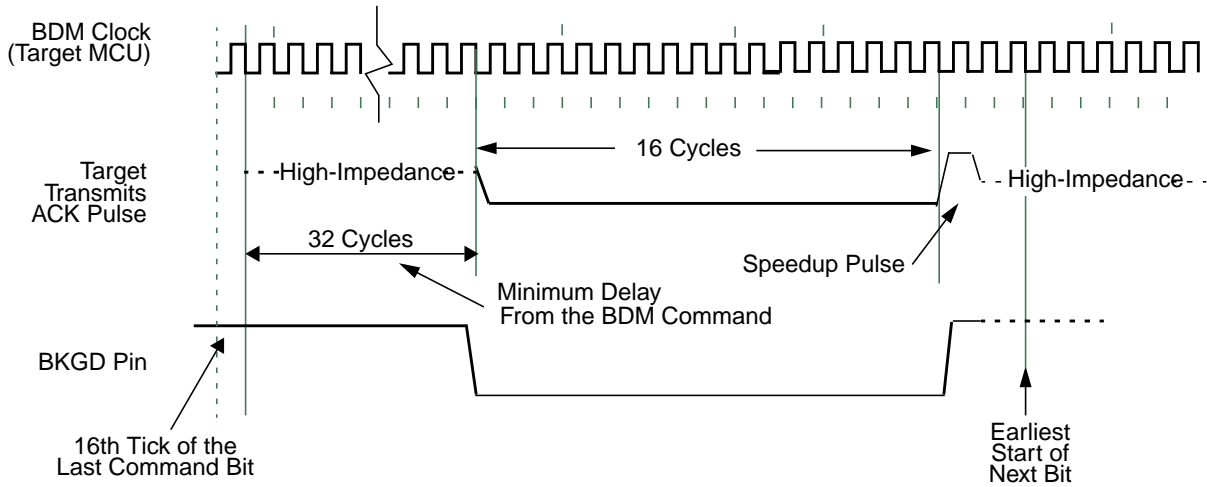 BDM Clock
(Target MCU)
16 Cycles
Target
Transmits
ACK Pulse
High-Impedance
High-Impedance
32 Cycles
Speedup Pulse
Minimum Delay
From the BDM Command
BKGD Pin
16th Tick of the
Last Command Bit
Earliest
Start of
Next Bit